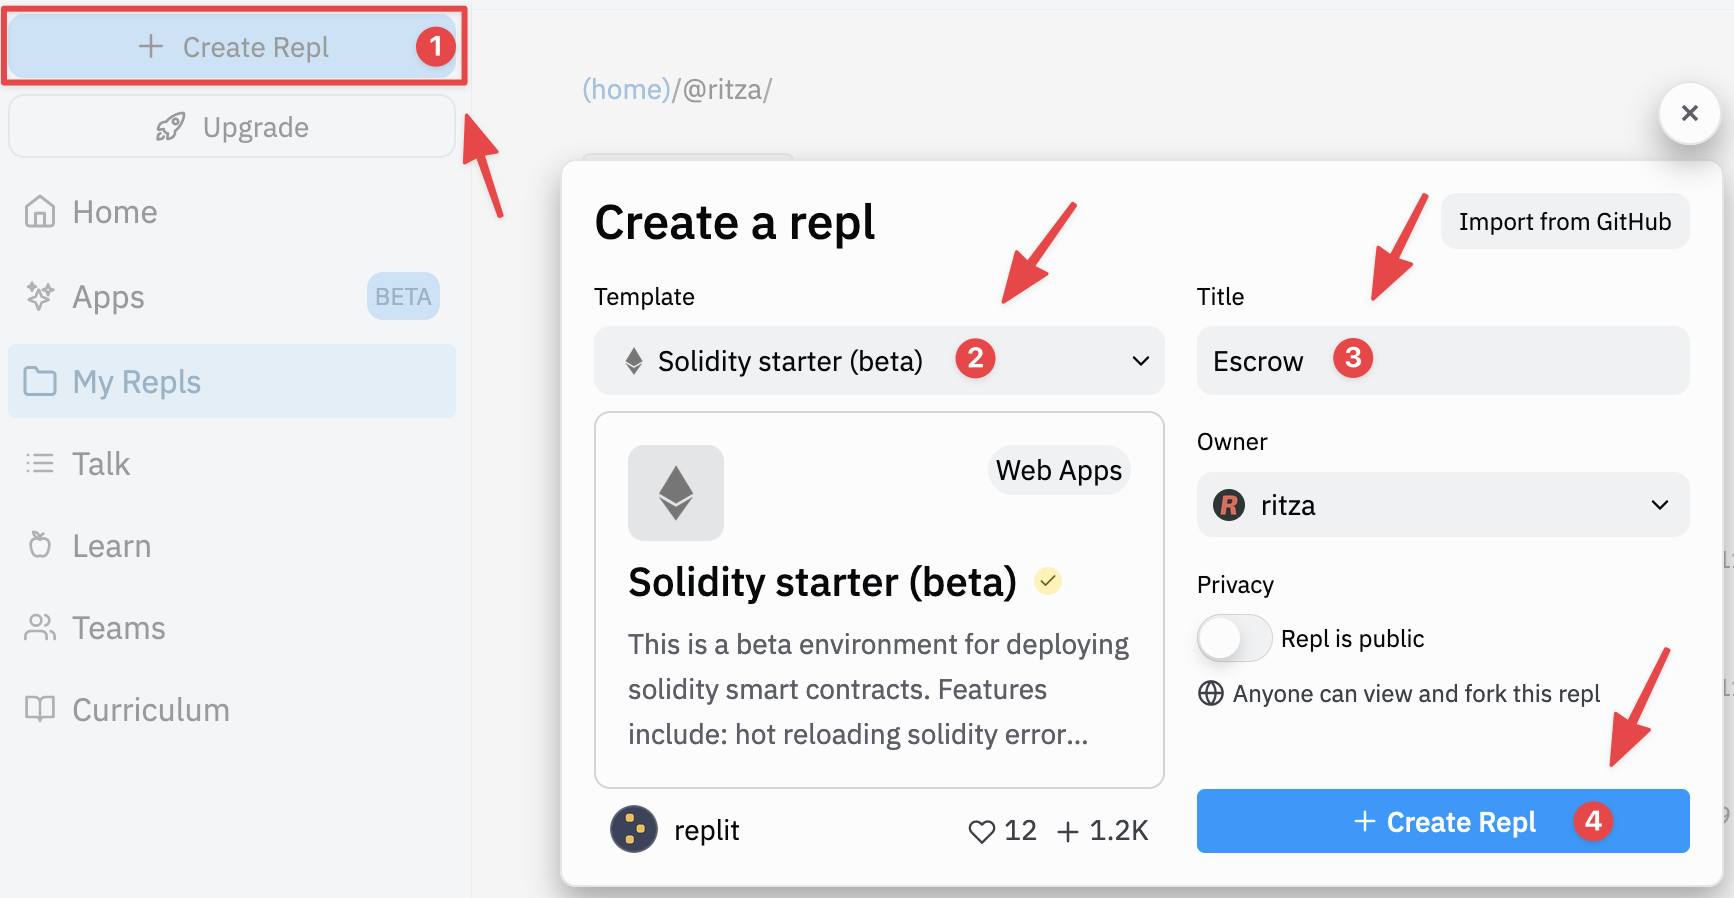 Create Repl 1
Upgrade
Home
Apps BETA
My Repls
Talk
Learn
Teams
Curriculum
(home)/@ritza/
Create a repl
Import from GitHub
Template
Solidity starter (beta) 2
Web Apps
Solidity starter (beta)
This is a beta environment for deploying
solidity smart contracts. Features
include: hot reloading solidity error...
replit 12 + 1.2K
Title
Escrow 3
Owner
R ritza
Privacy
Repl is public
Anyone can view and fork this repl
+ Create Repl 4